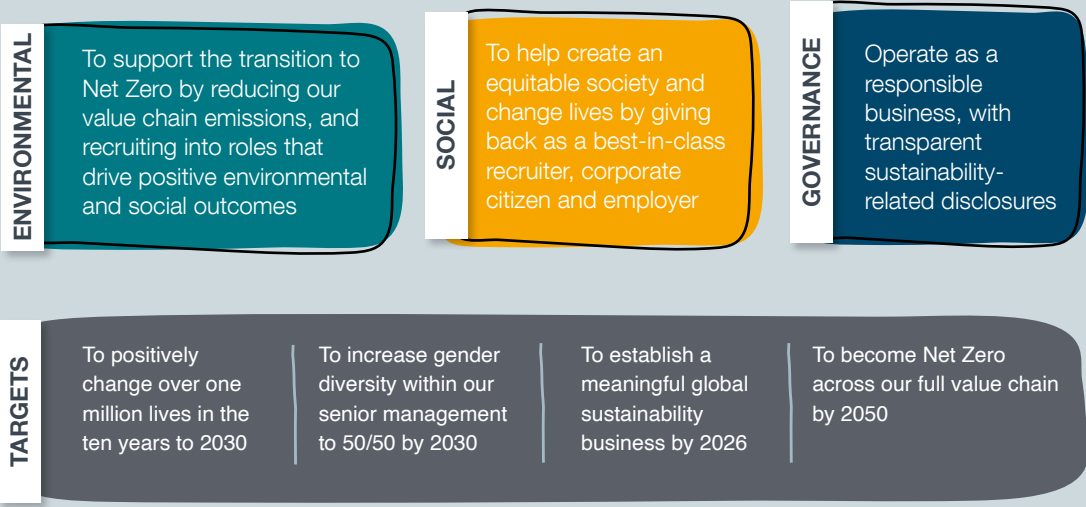 ENVIRONMENTAL
To support the transition to
Net Zero by reducing our
value chain emissions, and
recruiting into roles that
drive positive environmental
and social outcomes
SOCIAL
To help create an
equitable society and
change lives by giving
back as a best-in-class
recruiter, corporate
citizen and employer
GOVERNANCE
Operate as a
responsible
business, with
transparent
sustainability-
related disclosures
TARGETS
To positively
change over one
million lives in the
ten years to 2030
To increase gender
diversity within our
senior management
to 50/50 by 2030
To establish a
meaningful global
sustainability
business by 2026
To become Net Zero
across our full value chain
by 2050